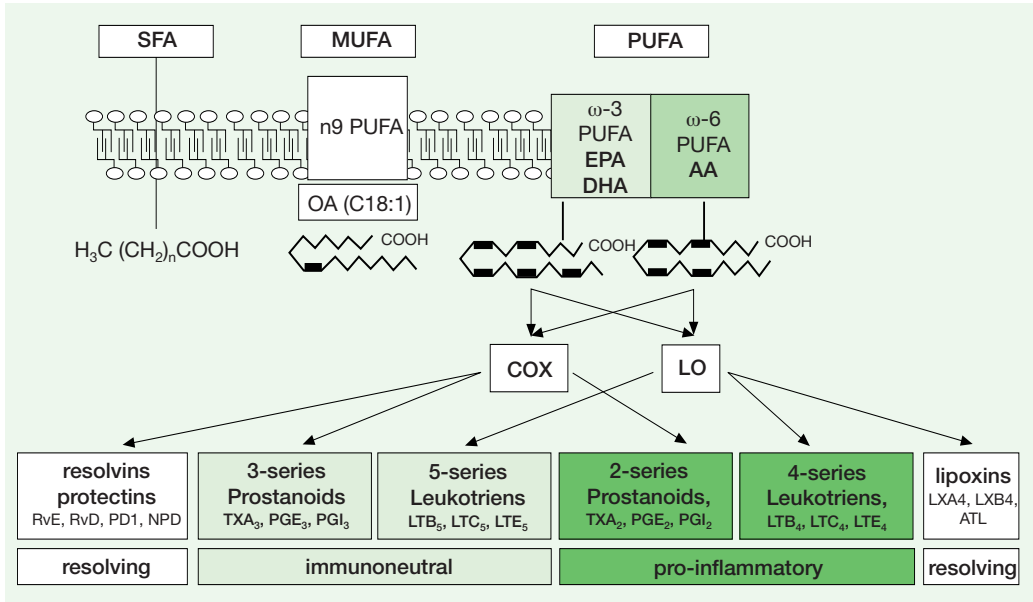 SFA
MUFA
PUFA
n9 PUFA
ω-3
PUFA
EPA
DHA
ω-6
PUFA
AA
OA (C18:1)
H₃C (CH₂)ₙCOOH
COOH
COOH
COOH
COX
LO
resolvins
protectins
RvE, RvD, PD1, NPD
3-series
Prostanoids
TXA₃, PGE₃, PGI₃
5-series
Leukotriens
LTB₅, LTC₅, LTE₅
2-series
Prostanoids,
TXA₂, PGE₂, PGI₂
4-series
Leukotriens,
LTB₄, LTC₄, LTE₄
lipoxins
LXA4, LXB4,
ATL
resolving
immunoneutral
pro-inflammatory
resolving